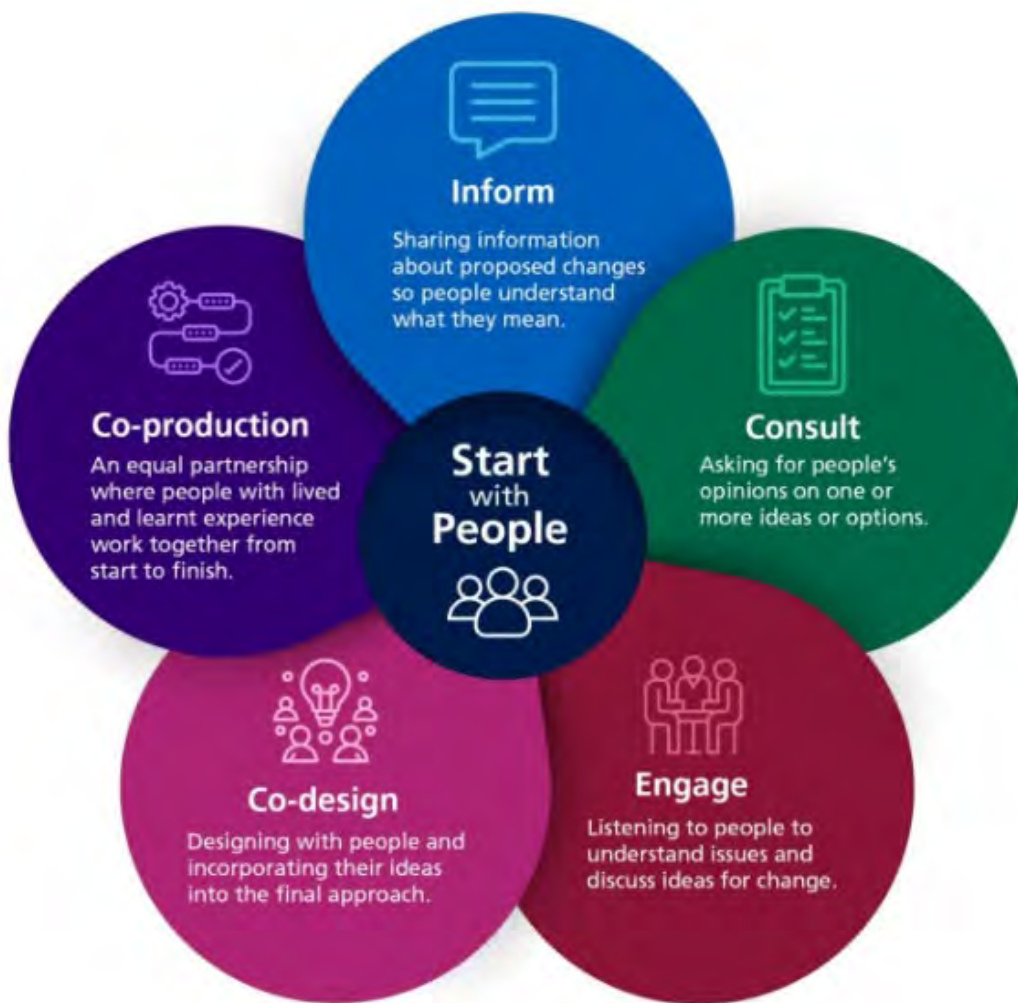 Inform
Sharing information
about proposed changes
so people understand
what they mean.
Consult
Asking for people's
opinions on one or
more ideas or options.
Engage
Listening to people to
understand issues and
discuss ideas for change.
Co-design
Designing with people and
incorporating their ideas
into the final approach.
Co-production
An equal partnership
where people with lived
and learnt experience
work together from
start to finish.
Start
with
People